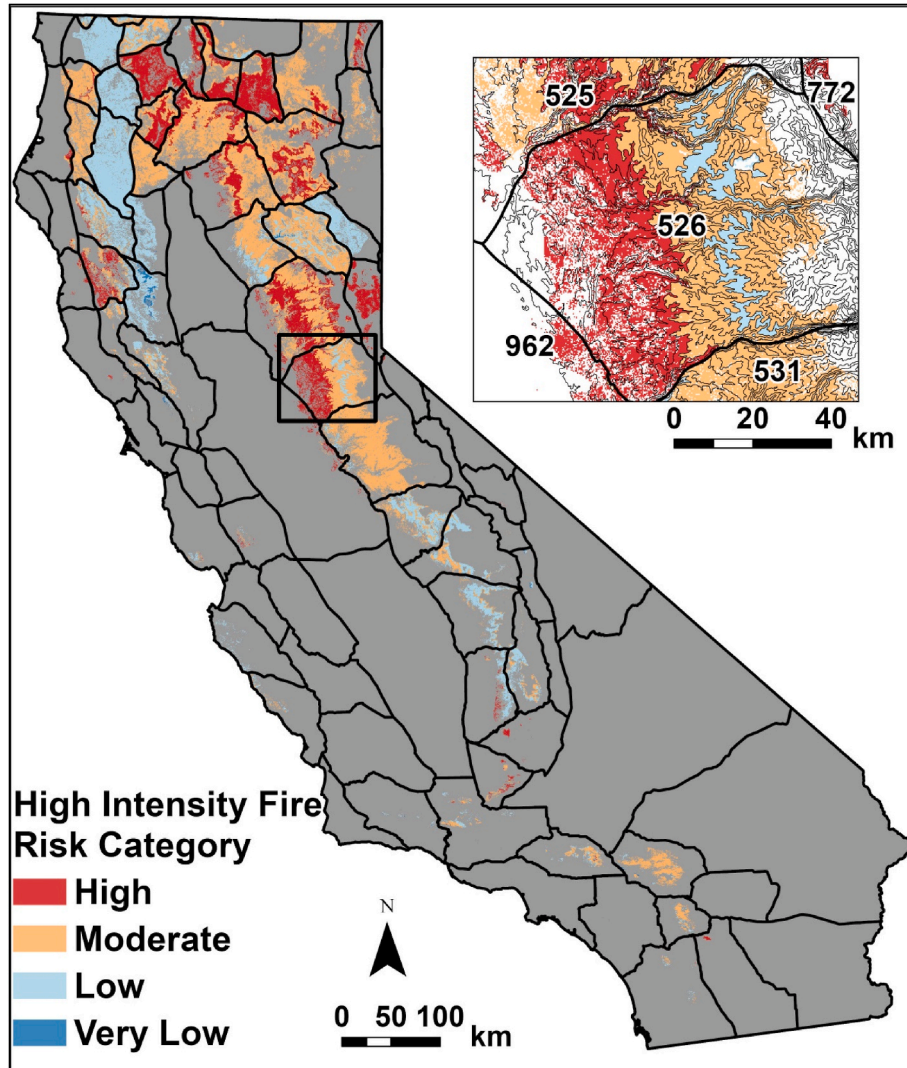 525
772
526
962
531
0 20 40 km
High Intensity Fire
Risk Category
High
Moderate
Low
Very Low
N
0 50 100 km